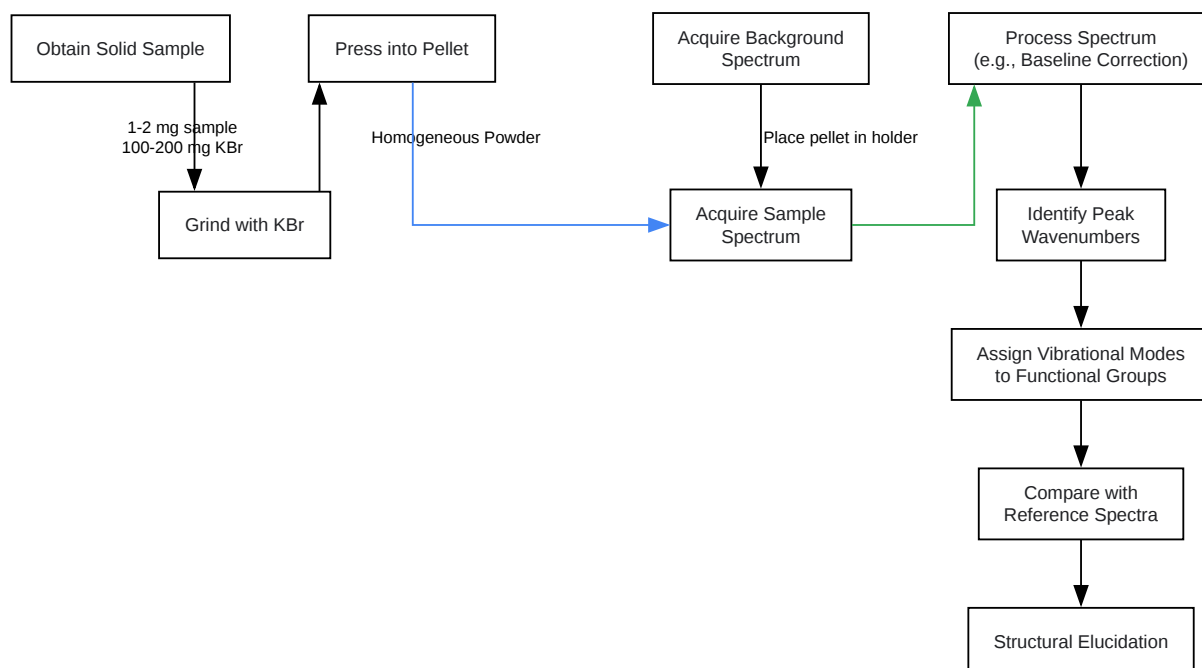 Obtain Solid Sample
Press into Pellet
Acquire Background
Spectrum
Process Spectrum
(e.g., Baseline Correction)
1-2 mg sample
100-200 mg KBr
Homogeneous Powder
Place pellet in holder
Grind with KBr
Acquire Sample
Spectrum
Identify Peak
Wavenumbers
Assign Vibrational Modes
to Functional Groups
Compare with
Reference Spectra
Structural Elucidation